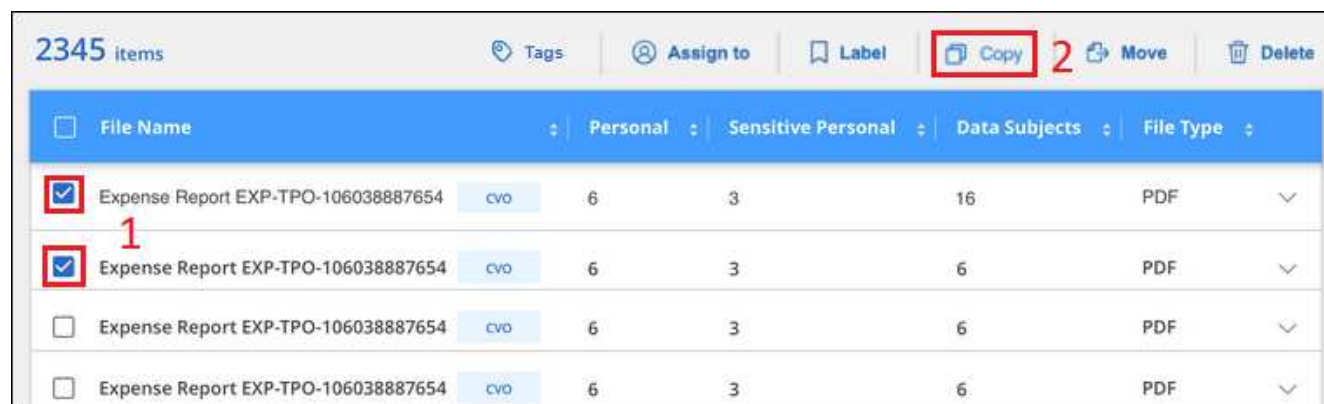 2345 items Tags Assign to Label Copy 2 Move Delete
File Name Personal Sensitive Personal Data Subjects File Type
Expense Report EXP-TPO-106038887654 cvo 6 3 16 PDF
1
Expense Report EXP-TPO-106038887654 cvo 6 3 6 PDF
Expense Report EXP-TPO-106038887654 cvo 6 3 6 PDF
Expense Report EXP-TPO-106038887654 cvo 6 3 6 PDF